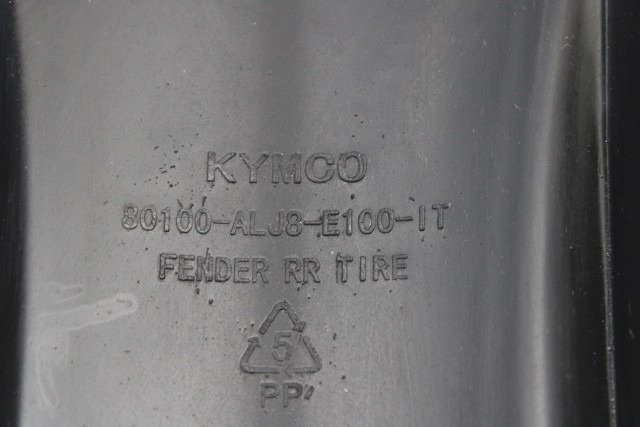 KYMCO
80100-ALJ8-E100-IT
FENDER RR TIRE
5
PP